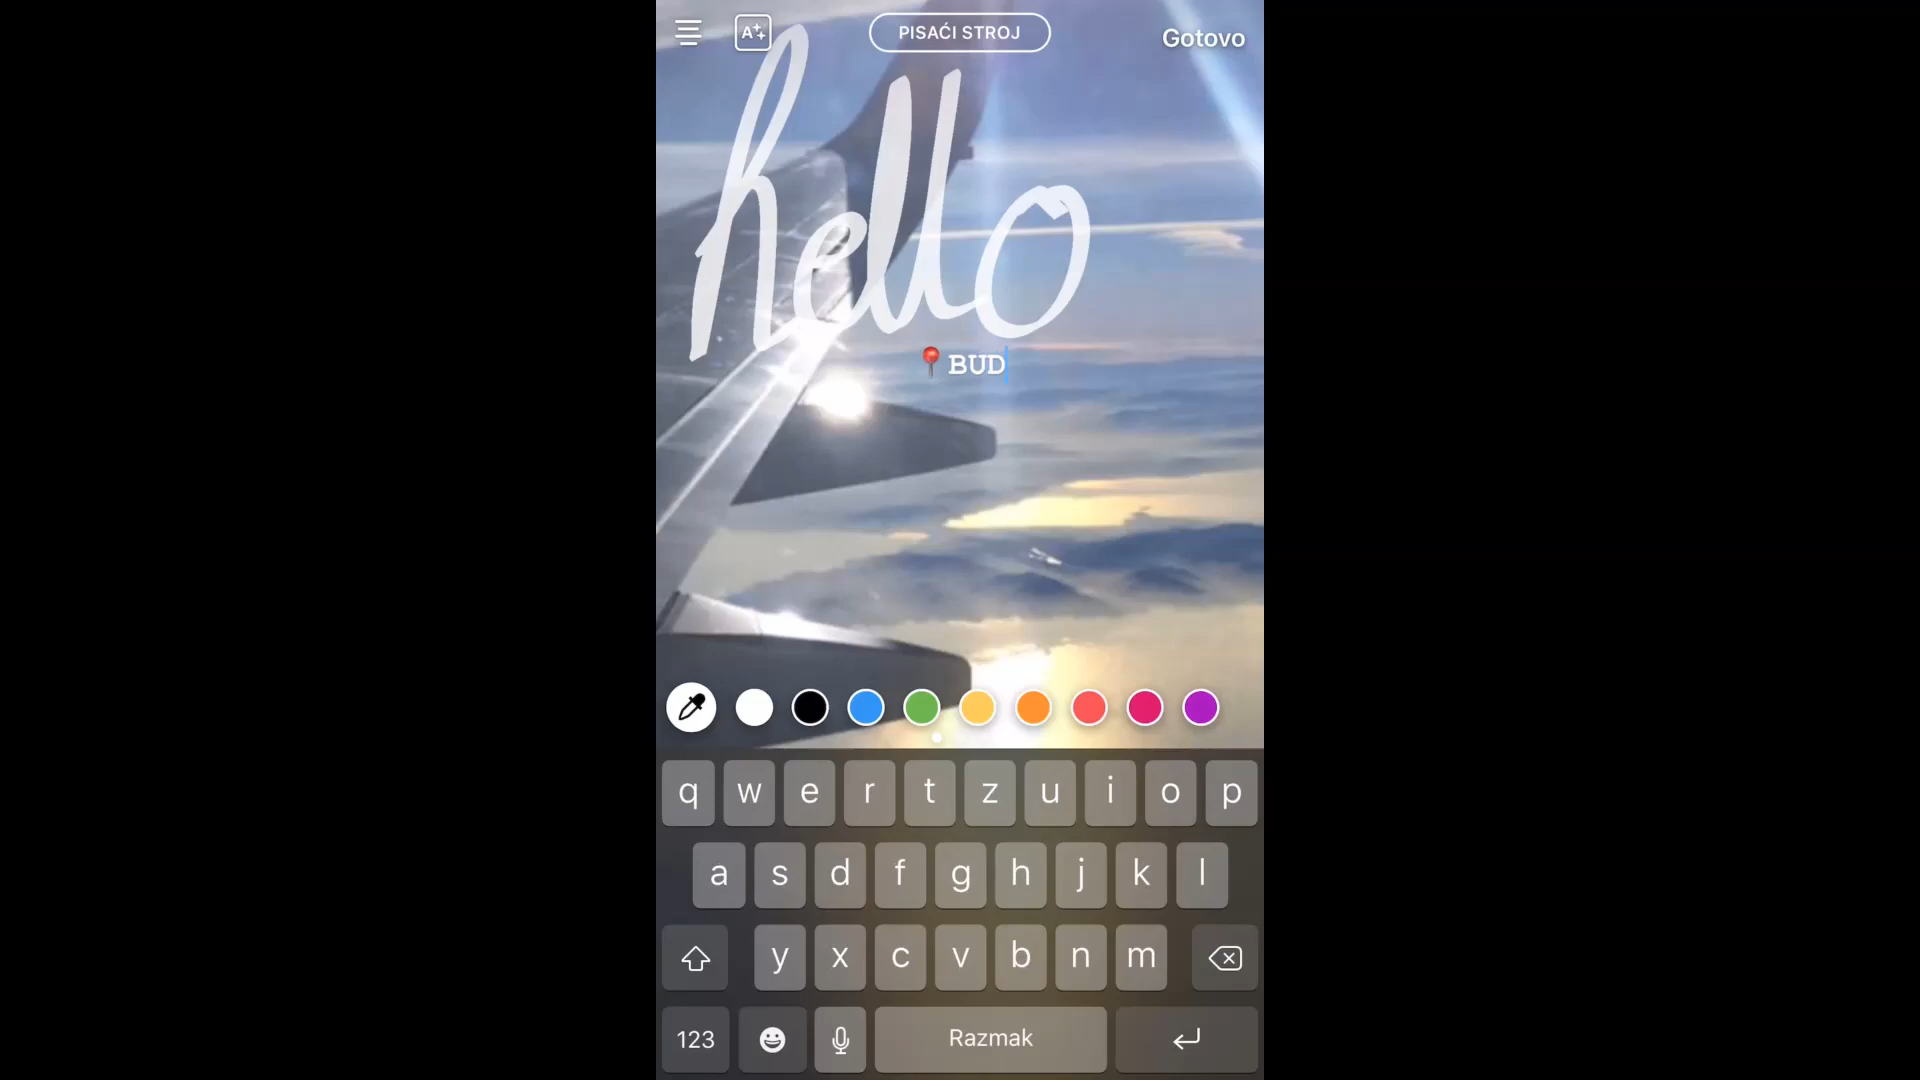 A
PISAĆI STROJ
Gotovo
hello
📍BUD
q w e r t z u i o p
a s d f g h j k l
y x c v b n m
123
Razmak